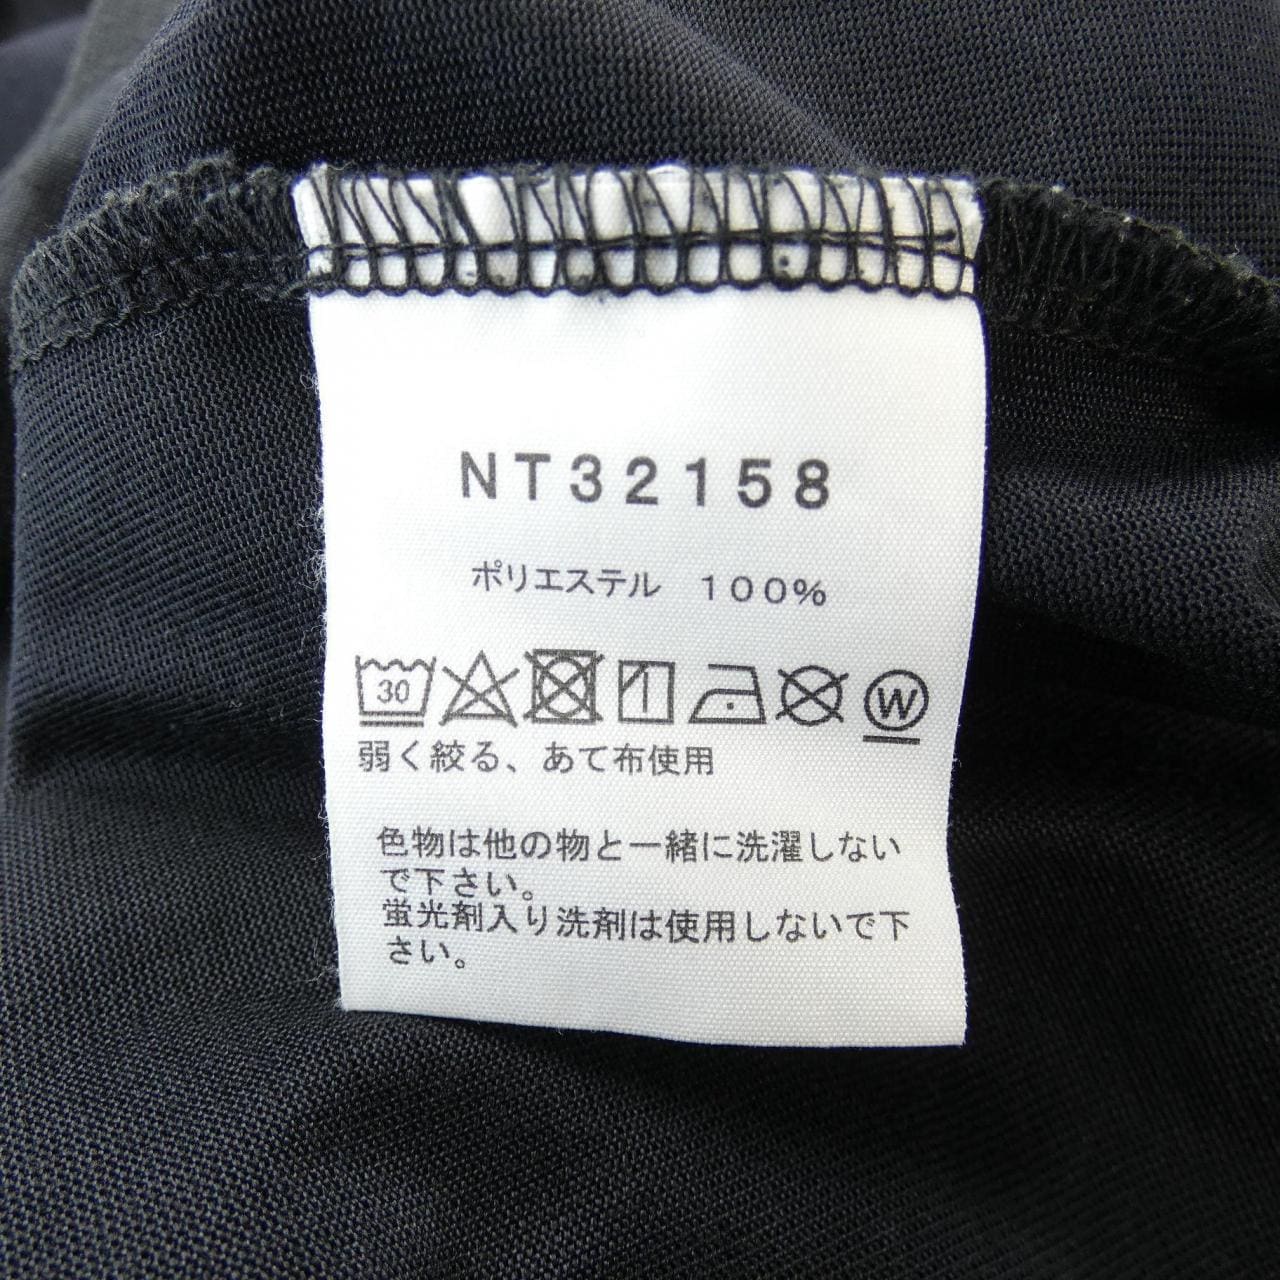 NT32158
ポリエステル 100%
30 W
弱く絞る、あて布使用
色物は他の物と一緒に洗濯しない
で下さい。
蛍光剤入り洗剤は使用しないで下
さい。